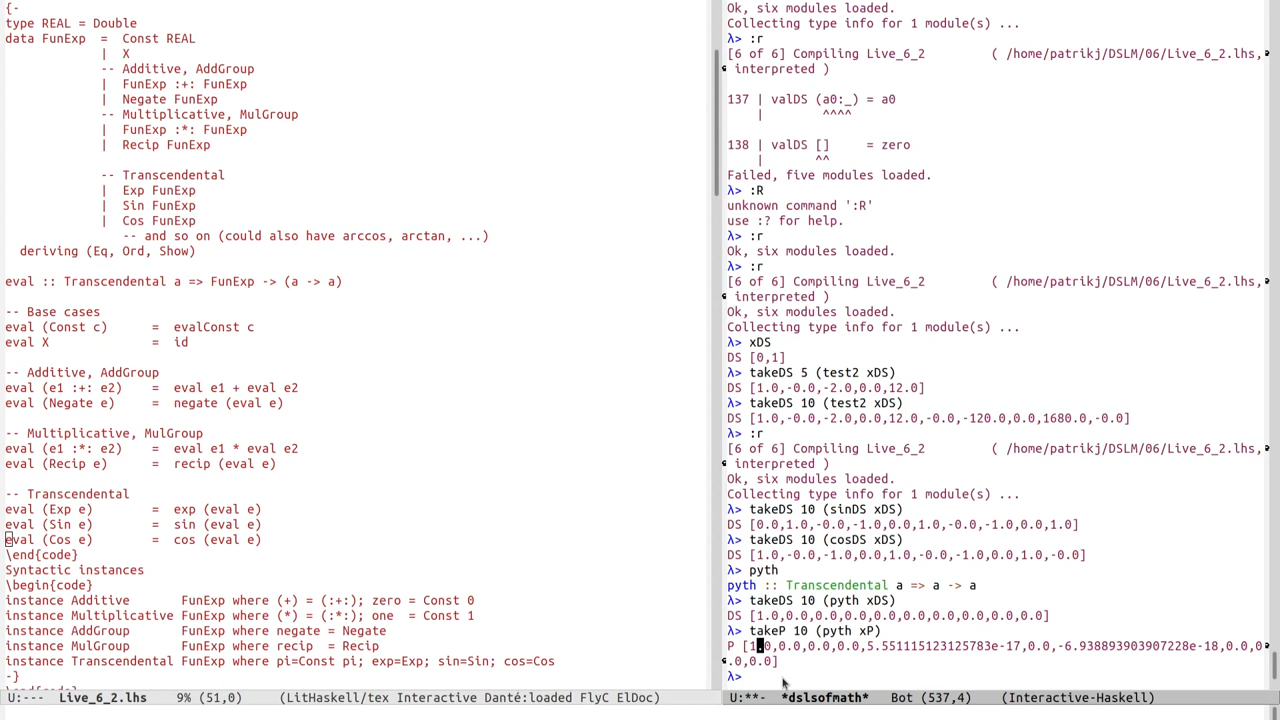 {-
type REAL = Double
data FunExp  =  Const REAL
             |  X
             -- Additive, AddGroup
             |  FunExp :+: FunExp
             |  Negate FunExp
             -- Multiplicative, MulGroup
             |  FunExp :*: FunExp
             |  Recip FunExp
             -- Transcendental
             |  Exp FunExp
             |  Sin FunExp
             |  Cos FunExp
                -- and so on (could also have arccos, arctan, ...)
  deriving (Eq, Ord, Show)
eval :: Transcendental a => FunExp -> (a -> a)
-- Base cases
eval (Const c)      =  evalConst c
eval X              =  id
-- Additive, AddGroup
eval (e1 :+: e2)    =  eval e1 + eval e2
eval (Negate e)     =  negate (eval e)
-- Multiplicative, MulGroup
eval (e1 :*: e2)    =  eval e1 * eval e2
eval (Recip e)      =  recip (eval e)
-- Transcendental
eval (Exp e)        =  exp (eval e)
eval (Sin e)        =  sin (eval e)
eval (Cos e)        =  cos (eval e)
\end{code}
Syntactic instances
\begin{code}
instance Additive       FunExp where (+) = (:+:); zero = Const 0
instance Multiplicative FunExp where (*) = (:*:); one  = Const 1
instance AddGroup       FunExp where negate = Negate
instance MulGroup       FunExp where recip  = Recip
instance Transcendental FunExp where pi=Const pi; exp=Exp; sin=Sin; cos=Cos
-}
U:---  Live_6_2.lhs    9% (51,0)     (LitHaskell/tex Interactive Danté:loaded FlyC ElDoc)
Ok, six modules loaded.
Collecting type info for 1 module(s) ...
λ> :r
[6 of 6] Compiling Live_6_2         ( /home/patrikj/DSLM/06/Live_6_2.lhs,
 interpreted )
137 | valDS (a0:_) = a0
    |        ^^^^
138 | valDS []     = zero
    |       ^^
Failed, five modules loaded.
λ> :R
unknown command ':R'
use :? for help.
λ> :r
Ok, six modules loaded.
λ> :r
[6 of 6] Compiling Live_6_2         ( /home/patrikj/DSLM/06/Live_6_2.lhs,
 interpreted )
Ok, six modules loaded.
Collecting type info for 1 module(s) ...
λ> xDS
DS [0,1]
λ> takeDS 5 (test2 xDS)
DS [1.0,-0.0,-2.0,0.0,12.0]
λ> takeDS 10 (test2 xDS)
DS [1.0,-0.0,-2.0,0.0,12.0,-0.0,-120.0,0.0,1680.0,-0.0]
λ> :r
[6 of 6] Compiling Live_6_2         ( /home/patrikj/DSLM/06/Live_6_2.lhs,
 interpreted )
Ok, six modules loaded.
Collecting type info for 1 module(s) ...
λ> takeDS 10 (sinDS xDS)
DS [0.0,1.0,-0.0,-1.0,0.0,1.0,-0.0,-1.0,0.0,1.0]
λ> takeDS 10 (cosDS xDS)
DS [1.0,-0.0,-1.0,0.0,1.0,-0.0,-1.0,0.0,1.0,-0.0]
λ> pyth
pyth :: Transcendental a => a -> a
λ> takeDS 10 (pyth xDS)
DS [1.0,0.0,0.0,0.0,0.0,0.0,0.0,0.0,0.0,0.0]
λ> takeP 10 (pyth xP)
P [1.0,0.0,0.0,0.0,5.551115123125783e-17,0.0,-6.938893903907228e-18,0.0,0
.0,0.0]
λ>
U:**-  *dslsofmath*   Bot (537,4)    (Interactive-Haskell)